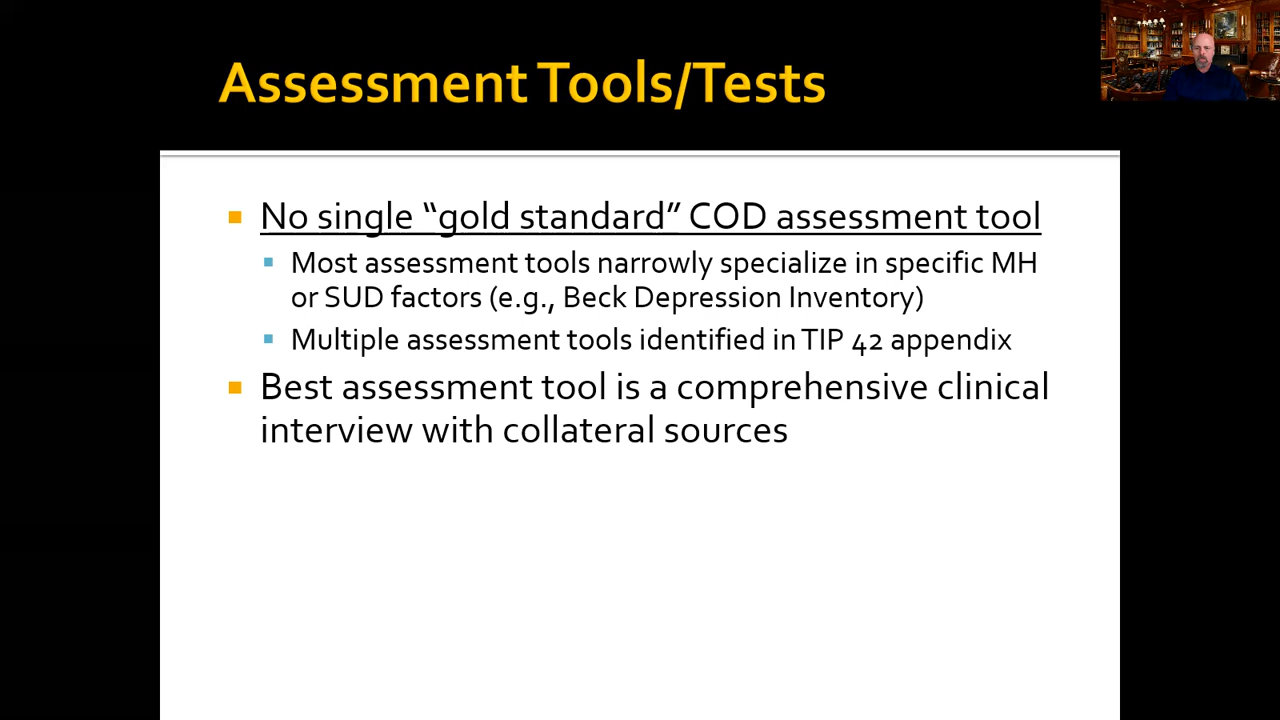 Assessment Tools/Tests
No single “gold standard” COD assessment tool
Most assessment tools narrowly specialize in specific MH
or SUD factors (e.g., Beck Depression Inventory)
Multiple assessment tools identified in TIP 42 appendix
Best assessment tool is a comprehensive clinical
interview with collateral sources